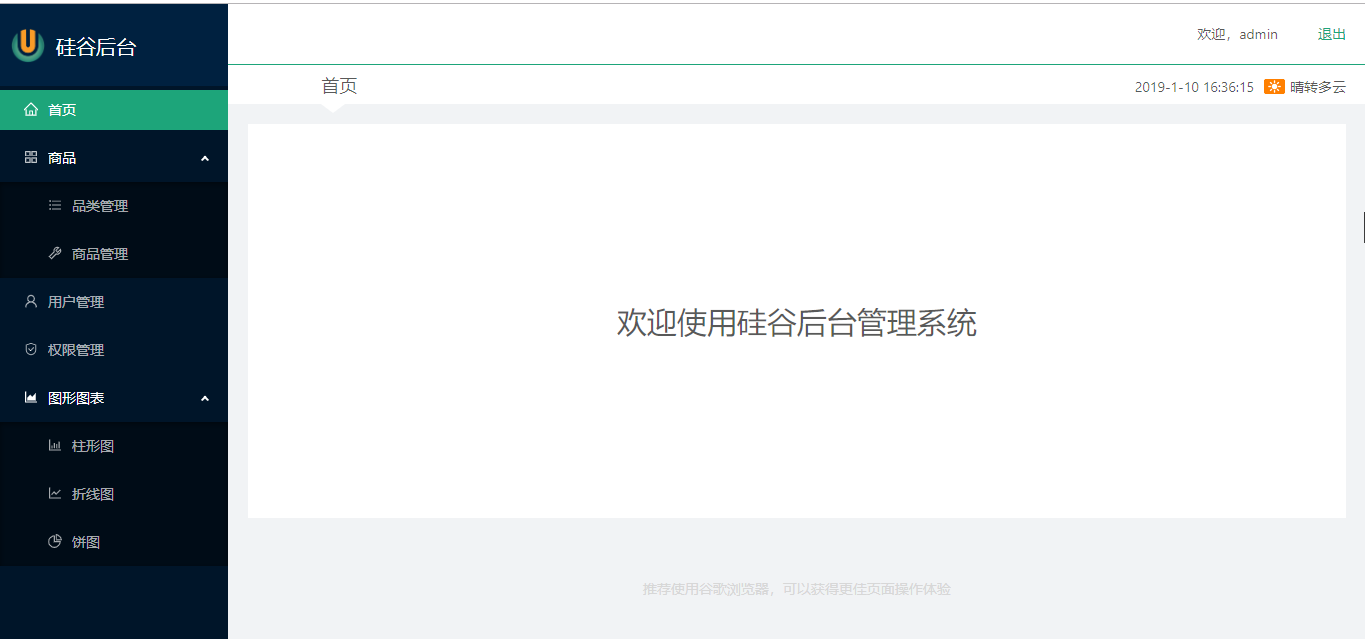 硅谷后台
欢迎，admin 退出
首页
2019-1-10 16:36:15 晴转多云
首页
商品
品类管理
商品管理
用户管理
权限管理
图形图表
柱形图
折线图
饼图
欢迎使用硅谷后台管理系统
推荐使用谷歌浏览器，可以获得更佳页面操作体验